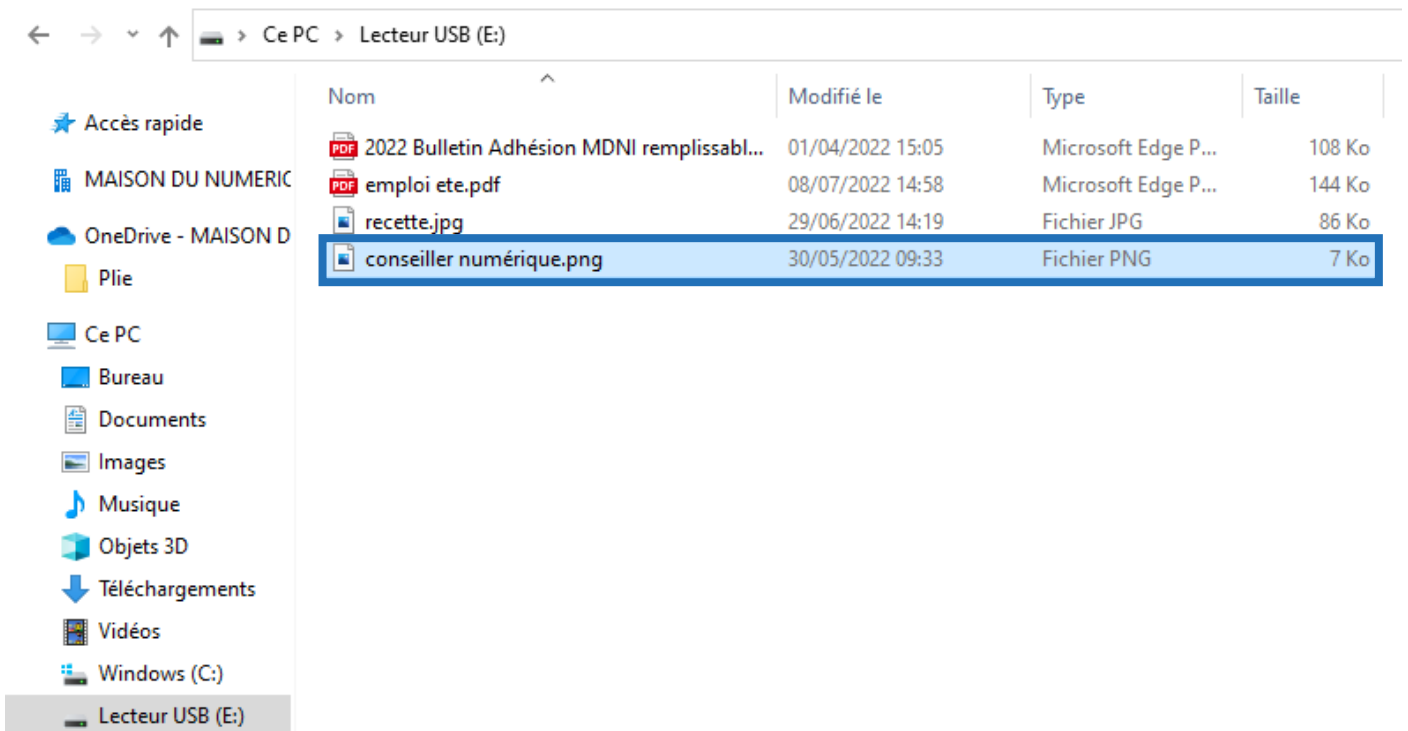 Ce PC > Lecteur USB (E:)
Nom Modifié le Type Taille
Accès rapide
MAISON DU NUMERIC
OneDrive - MAISON D
Plie
Ce PC
Bureau
Documents
Images
Musique
Objets 3D
Téléchargements
Vidéos
Windows (C:)
Lecteur USB (E:)
PDF 2022 Bulletin Adhésion MDNI remplissabl... 01/04/2022 15:05 Microsoft Edge P... 108 Ko
PDF emploi ete.pdf 08/07/2022 14:58 Microsoft Edge P... 144 Ko
recette.jpg 29/06/2022 14:19 Fichier JPG 86 Ko
conseiller numérique.png 30/05/2022 09:33 Fichier PNG 7 Ko